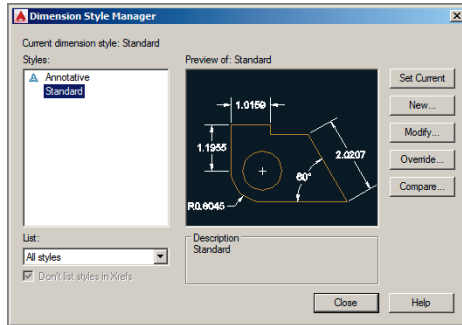 Dimension Style Manager
Current dimension style: Standard
Styles:
Annotative
Standard
List:
All styles
Don't list styles in Xrefs
Preview of: Standard
1.0159
1.1955
2.0207
60°
R0.6045
Description
Standard
Set Current
New...
Modify...
Override...
Compare...
Close
Help